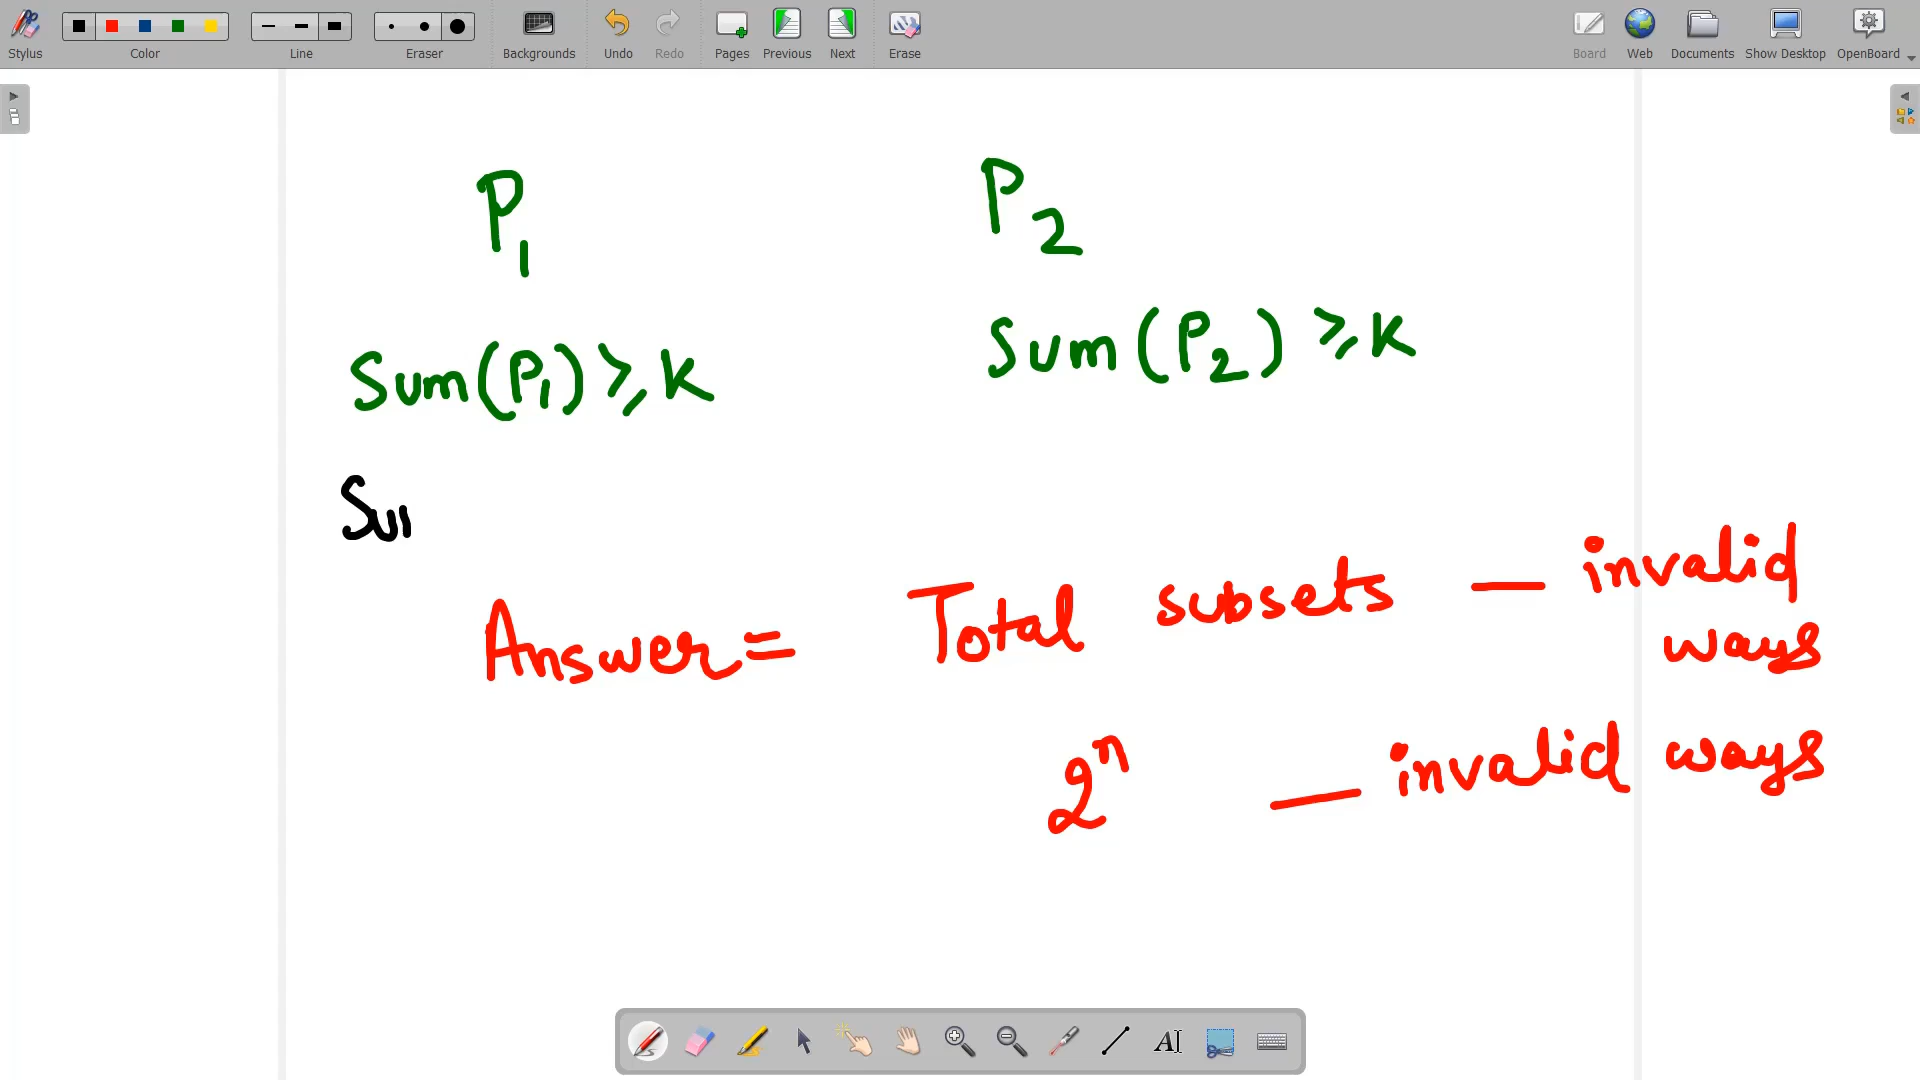 Stylus Color Line Eraser Backgrounds Undo Redo Pages Previous Next Erase Board Web Documents Show Desktop OpenBoard
P1 P2
Sum(P1) ≥ K Sum(P2) ≥ K
Su
Answer = Total subsets — invalid
ways
2^n — invalid ways